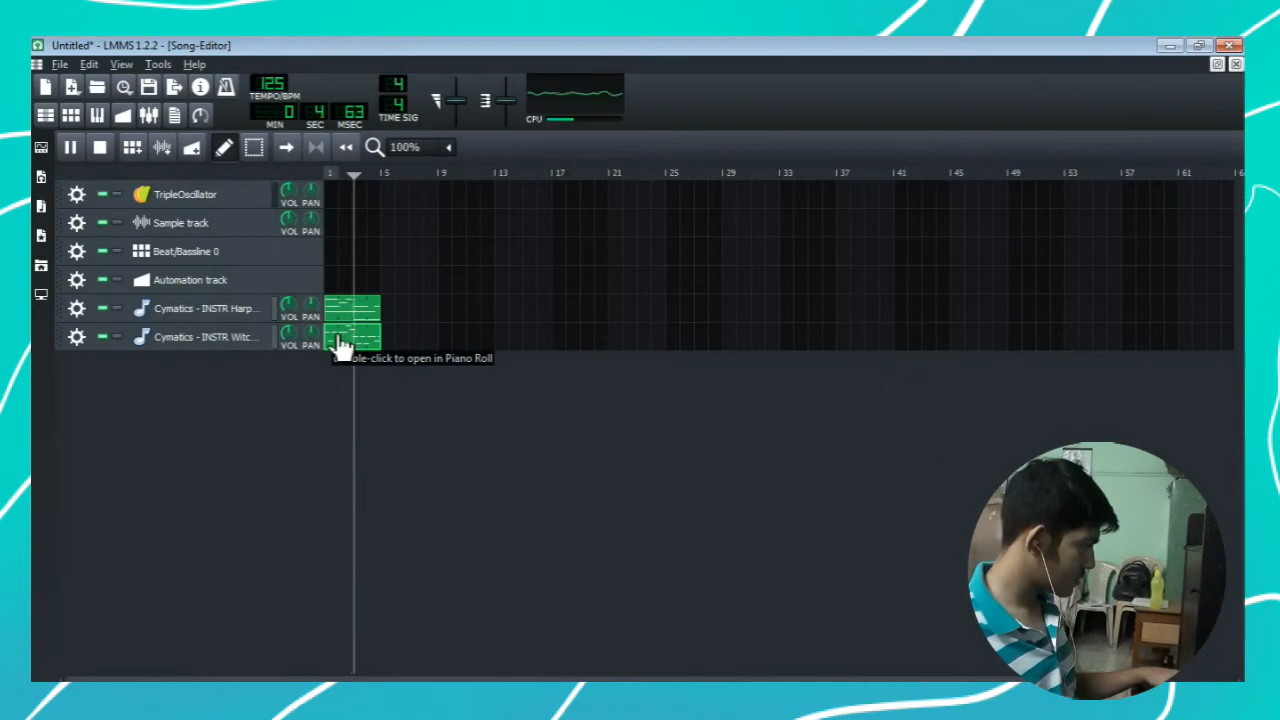 Untitled* - LMMS 1.2.2 - [Song-Editor]
File Edit View Tools Help
125
TEMPO/BPM
0 4 63
MIN SEC MSEC
4
4
TIME SIG
CPU
100%
1 5 9 13 17 21 25 29 33 37 41 45 49 53 57 61 6
TripleOscillator
VOL PAN
Sample track
VOL PAN
Beat/Bassline 0
Automation track
Cymatics - INSTR Harp...
VOL PAN
Cymatics - INSTR Witc...
VOL PAN
ple-click to open in Piano Roll